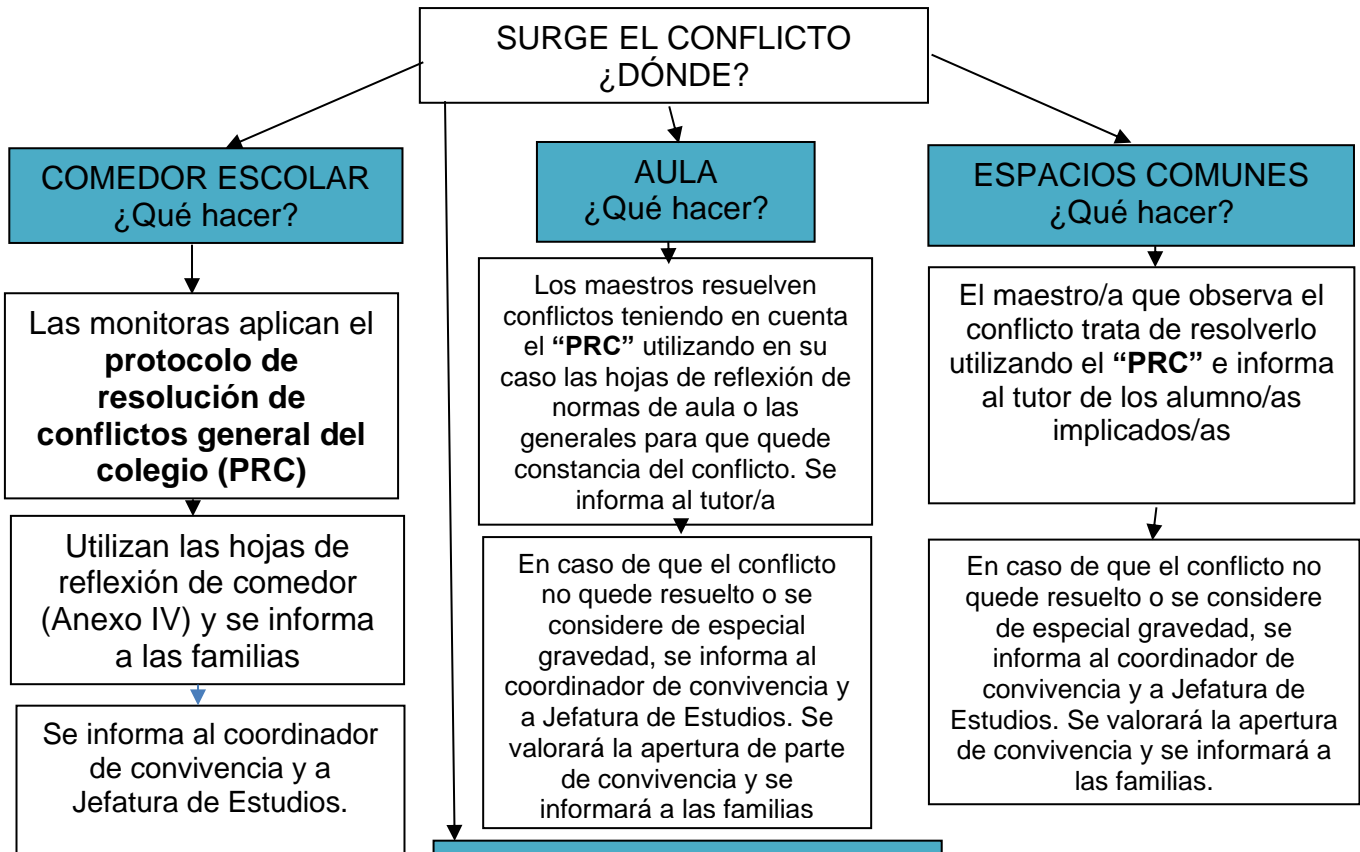 SURGE EL CONFLICTO
¿DÓNDE?
COMEDOR ESCOLAR
¿Qué hacer?
Las monitoras aplican el
protocolo de
resolución de
conflictos general del
colegio (PRC)
Utilizan las hojas de
reflexión de comedor
(Anexo IV) y se informa
a las familias
Se informa al coordinador
de convivencia y a
Jefatura de Estudios.
AULA
¿Qué hacer?
Los maestros resuelven
conflictos teniendo en cuenta
el “PRC” utilizando en su
caso las hojas de reflexión de
normas de aula o las
generales para que quede
constancia del conflicto. Se
informa al tutor/a
En caso de que el conflicto
no quede resuelto o se
considere de especial
gravedad, se informa al
coordinador de convivencia y
a Jefatura de Estudios. Se
valorará la apertura de parte
de convivencia y se
informará a las familias
ESPACIOS COMUNES
¿Qué hacer?
El maestro/a que observa el
conflicto trata de resolverlo
utilizando el “PRC” e informa
al tutor de los alumno/as
implicados/as
En caso de que el conflicto no
quede resuelto o se considere
de especial gravedad, se
informa al coordinador de
convivencia y a Jefatura de
Estudios. Se valorará la apertura
de convivencia y se informará a
las familias.